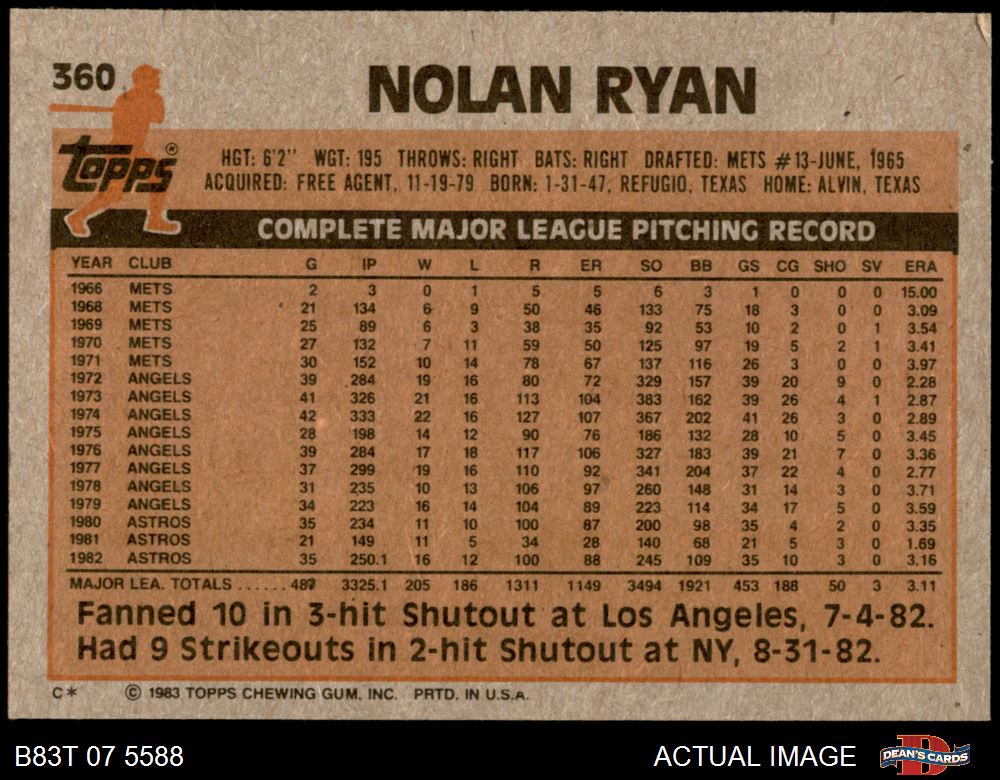 360 NOLAN RYAN
Topps®
HGT: 6'2" WGT: 195 THROWS: RIGHT BATS: RIGHT DRAFTED: METS #13-JUNE, 1965
ACQUIRED: FREE AGENT, 11-19-79 BORN: 1-31-47, REFUGIO, TEXAS HOME: ALVIN, TEXAS
COMPLETE MAJOR LEAGUE PITCHING RECORD
YEAR CLUB G IP W L R ER SO BB GS CG SHO SV ERA
1966 METS 2 3 0 1 5 5 6 3 1 0 0 0 15.00
1968 METS 21 134 6 9 50 46 133 75 18 3 0 0 3.09
1969 METS 25 89 6 3 38 35 92 53 10 2 0 1 3.54
1970 METS 27 132 7 11 59 50 125 97 19 5 2 1 3.41
1971 METS 30 152 10 14 78 67 137 116 26 3 0 0 3.97
1972 ANGELS 39 284 19 16 80 72 329 157 39 20 9 0 2.28
1973 ANGELS 41 326 21 16 113 104 383 162 39 26 4 1 2.87
1974 ANGELS 42 333 22 16 127 107 367 202 41 26 3 0 2.89
1975 ANGELS 28 198 14 12 90 76 186 132 28 10 5 0 3.45
1976 ANGELS 39 284 17 18 117 106 327 183 39 21 7 0 3.36
1977 ANGELS 37 299 19 16 110 92 341 204 37 22 4 0 2.77
1978 ANGELS 31 235 10 13 106 97 260 148 31 14 3 0 3.71
1979 ANGELS 34 223 16 14 104 89 223 114 34 17 5 0 3.59
1980 ASTROS 35 234 11 10 100 87 200 98 35 4 2 0 3.35
1981 ASTROS 21 149 11 5 34 28 140 68 21 5 3 0 1.69
1982 ASTROS 35 250.1 16 12 100 88 245 109 35 10 3 0 3.16
MAJOR LEA. TOTALS ...... 487 3325.1 205 186 1311 1149 3494 1921 453 188 50 3 3.11
Fanned 10 in 3-hit Shutout at Los Angeles, 7-4-82.
Had 9 Strikeouts in 2-hit Shutout at NY, 8-31-82.
C* © 1983 TOPPS CHEWING GUM, INC. PRTD. IN U.S.A.
B83T 07 5588 ACTUAL IMAGE DEAN'S CARDS